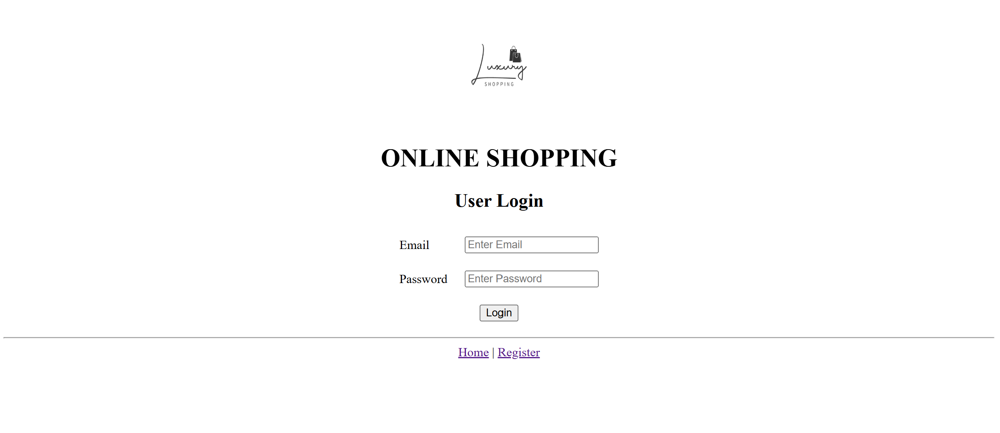 Luxury
SHOPPING
ONLINE SHOPPING
User Login
Email Enter Email
Password Enter Password
Login
Home | Register